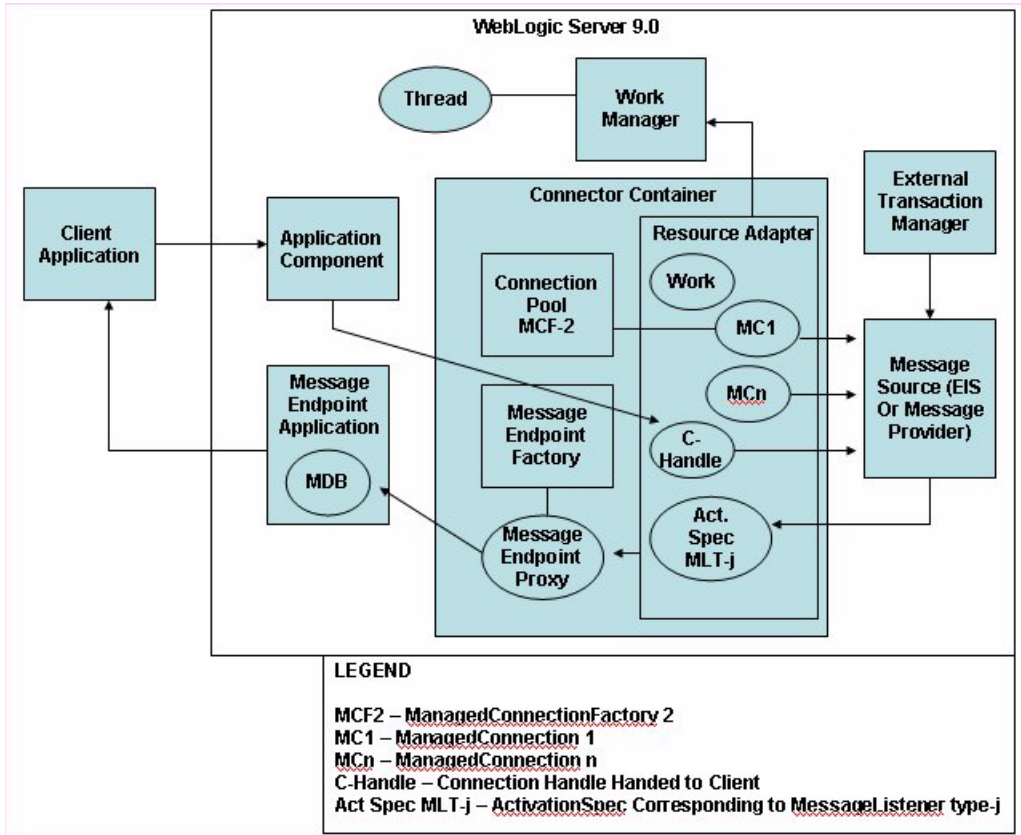 WebLogic Server 9.0
Thread
Work
Manager
External
Transaction
Manager
Connector Container
Client
Application
Application
Component
Resource Adapter
Connection
Pool
MCF-2
Work
MC1
Message
Source (EIS
Or Message
Provider)
Message
Endpoint
Application
MDB
Message
Endpoint
Factory
MCn
C-
Handle
Message
Endpoint
Proxy
Act.
Spec
MLT-j
LEGEND
MCF2 – ManagedConnectionFactory 2
MC1 – ManagedConnection 1
MCn – ManagedConnection n
C-Handle – Connection Handle Handed to Client
Act Spec MLT-j – ActivationSpec Corresponding to MessageListener type-j